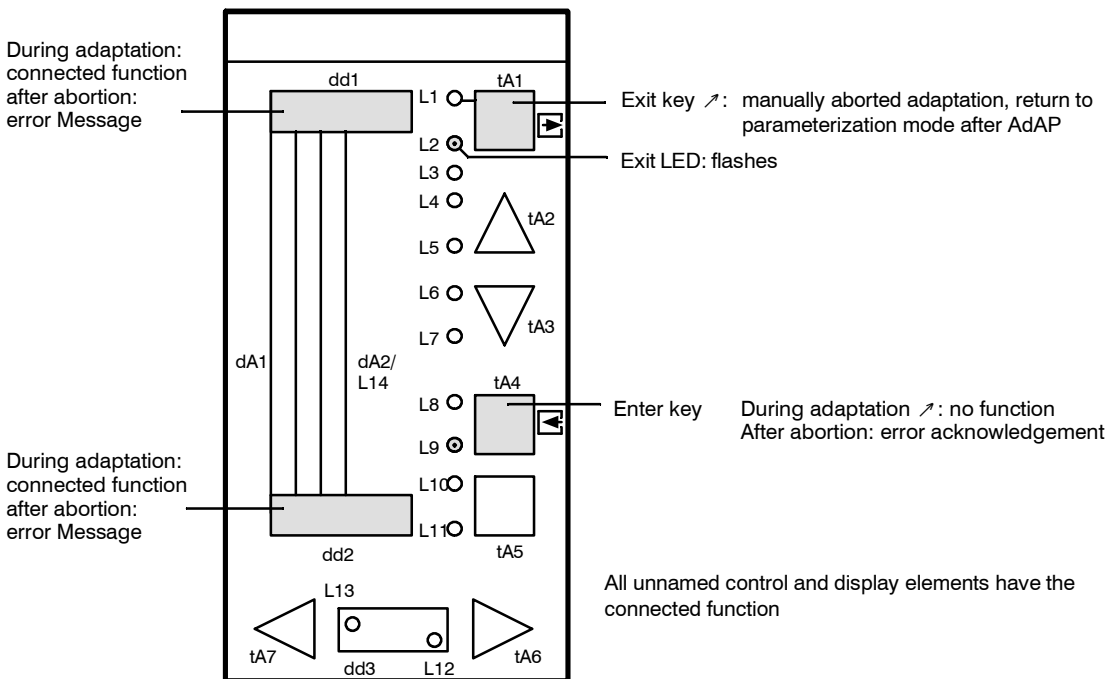 During adaptation:
connected function
after abortion:
error Message
dd1
L1
tA1
Exit key ↗: manually aborted adaptation, return to
parameterization mode after AdAP
L2
Exit LED: flashes
L3
L4
tA2
L5
L6
tA3
L7
dA1
dA2/
L14
tA4
L8
Enter key
During adaptation ↗: no function
After abortion: error acknowledgement
L9
During adaptation:
connected function
after abortion:
error Message
L10
L11
dd2
tA5
All unnamed control and display elements have the
connected function
L13
tA7
dd3
L12
tA6